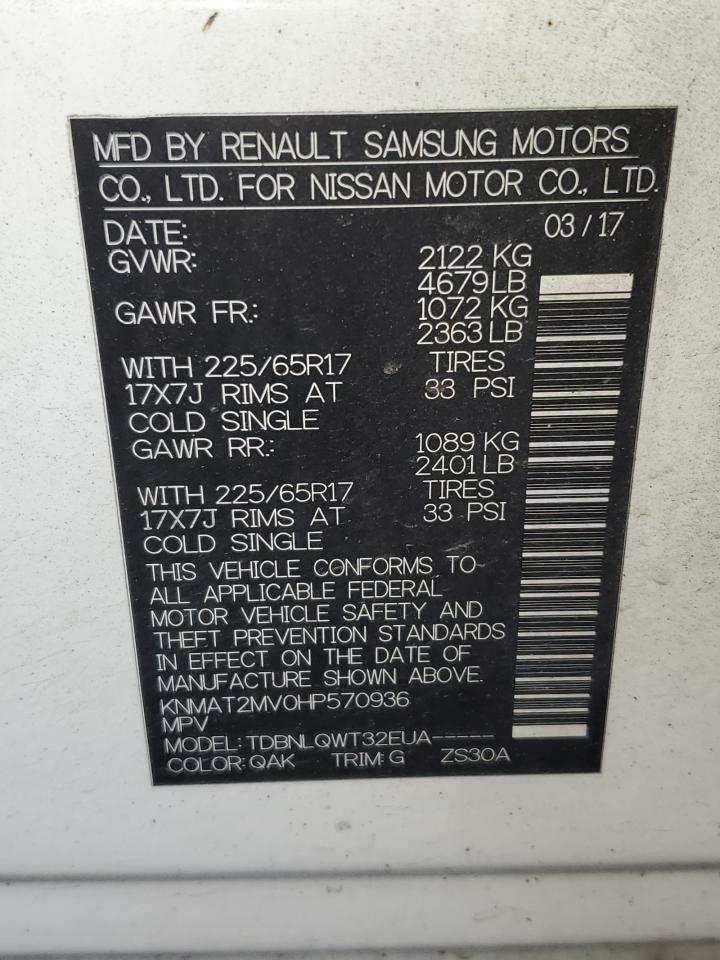 MFD BY RENAULT SAMSUNG MOTORS
CO., LTD. FOR NISSAN MOTOR CO., LTD.
DATE: 03 / 17
GVWR: 2122 KG
4679 LB
GAWR FR: 1072 KG
2363 LB
WITH 225/65R17 TIRES
17X7J RIMS AT 33 PSI
COLD SINGLE
GAWR RR: 1089 KG
2401 LB
WITH 225/65R17 TIRES
17X7J RIMS AT 33 PSI
COLD SINGLE
THIS VEHICLE CONFORMS TO
ALL APPLICABLE FEDERAL
MOTOR VEHICLE SAFETY AND
THEFT PREVENTION STANDARDS
IN EFFECT ON THE DATE OF
MANUFACTURE SHOWN ABOVE.
KNMAT2MV0HP570936
MPV
MODEL: TDBNLQWT32EUA-----
COLOR: QAK TRIM: G ZS30A